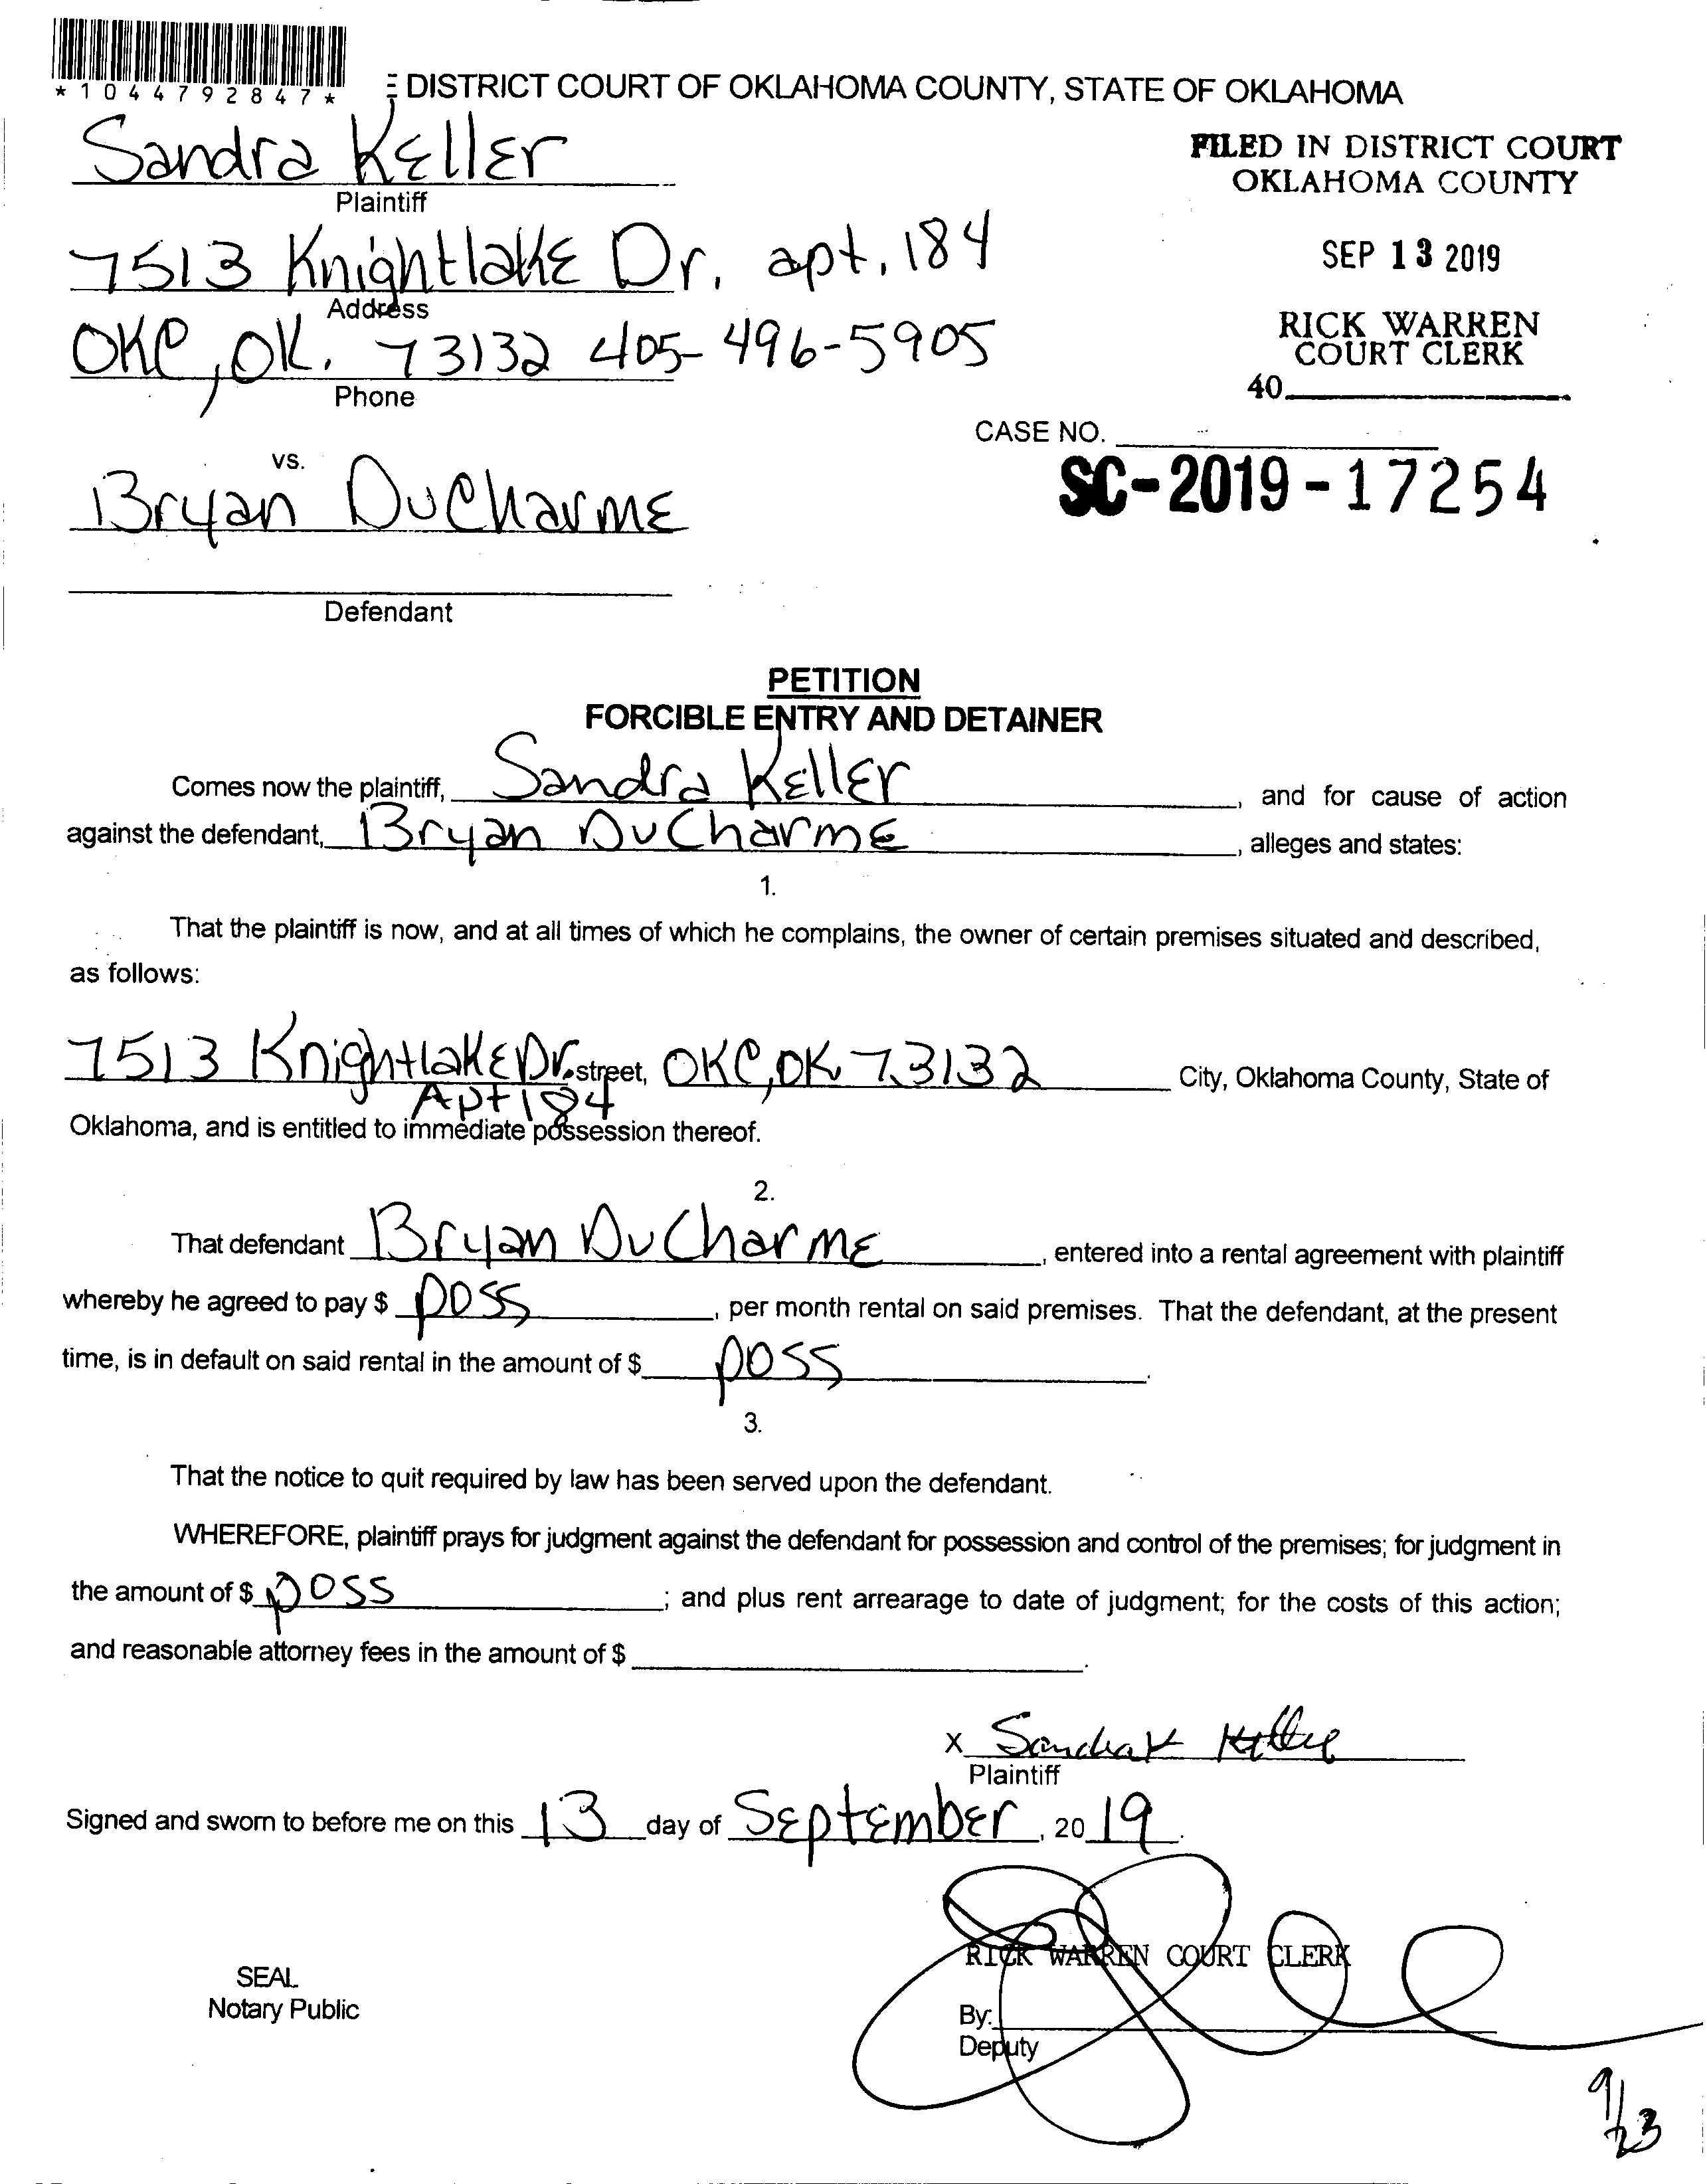 *1044792847*
DISTRICT COURT OF OKLAHOMA COUNTY, STATE OF OKLAHOMA
Sandra Keller
Plaintiff
FILED IN DISTRICT COURT
OKLAHOMA COUNTY
7513 Knightlake Dr. apt. 184
Address
SEP 13 2019
OKC, OK. 73132 405-496-5905
Phone
RICK WARREN
COURT CLERK
40
CASE NO.
SC-2019-17254
vs.
Bryan DuCharme
Defendant
PETITION
FORCIBLE ENTRY AND DETAINER
Comes now the plaintiff, Sandra Keller, and for cause of action
against the defendant, Bryan DuCharme, alleges and states:
1.
That the plaintiff is now, and at all times of which he complains, the owner of certain premises situated and described,
as follows:
7513 Knightlake Dr. street, OKC, OK 73132 City, Oklahoma County, State of
Apt 184
Oklahoma, and is entitled to immediate possession thereof.
2.
That defendant Bryan DuCharme, entered into a rental agreement with plaintiff
whereby he agreed to pay $ poss, per month rental on said premises. That the defendant, at the present
time, is in default on said rental in the amount of $ poss.
3.
That the notice to quit required by law has been served upon the defendant.
WHEREFORE, plaintiff prays for judgment against the defendant for possession and control of the premises; for judgment in
the amount of $ poss; and plus rent arrearage to date of judgment; for the costs of this action;
and reasonable attorney fees in the amount of $ .
X Sandra K Keller
Plaintiff
Signed and sworn to before me on this 13 day of September, 2019.
RICK WARREN COURT CLERK
SEAL
Notary Public
By:
Deputy
9/23